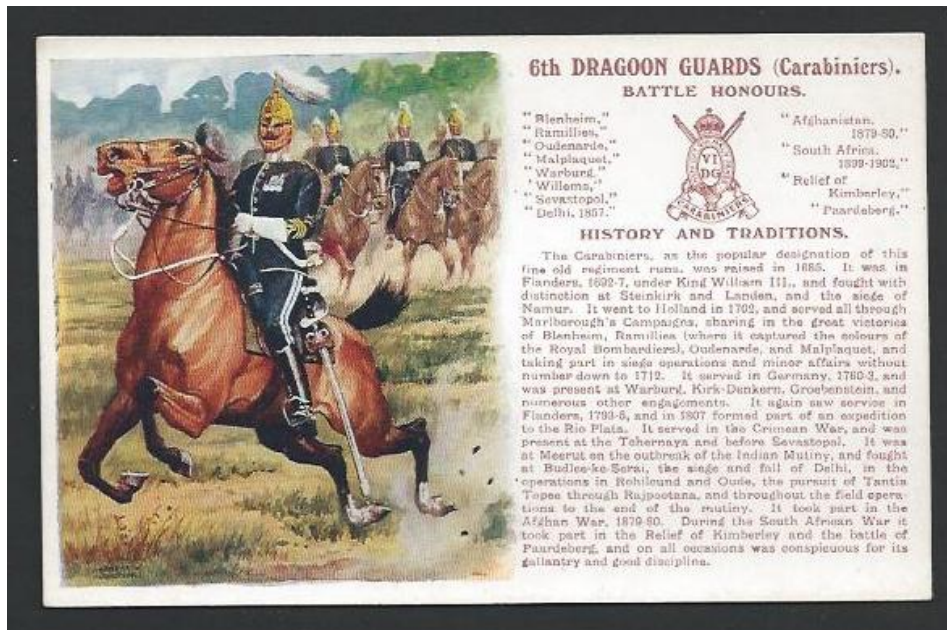 6th DRAGOON GUARDS (Carabiniers).
BATTLE HONOURS.
"Blenheim,"
"Ramillies,"
"Oudenarde,"
"Malplaquet,"
"Warburg,"
"Willems,"
"Sevastopol,"
"Delhi, 1857."
VI
DG
CARABINIERS
"Afghanistan,
1879-80,"
"South Africa,
1899-1902,"
"Relief of
Kimberley,"
"Paardeberg."
HISTORY AND TRADITIONS.
The Carabiniers, as the popular designation of this
fine old regiment runs, was raised in 1685. It was in
Flanders, 1692-7, under King William III., and fought with
distinction at Steinkirk and Landen, and the siege of
Namur. It went to Holland in 1702, and served all through
Marlborough's Campaigns, sharing in the great victories
of Blenheim, Ramillies (where it captured the colours of
the Royal Bombardiers), Oudenarde, and Malplaquet, and
taking part in siege operations and minor affairs without
number down to 1712. It served in Germany, 1760-3, and
was present at Warburg, Kirk-Denkern, Groebenstein, and
numerous other engagements. It again saw service in
Flanders, 1793-5, and in 1807 formed part of an expedition
to the Rio Plata. It served in the Crimean War, and was
present at the Tchernaya and before Sevastopol. It was
at Meerut on the outbreak of the Indian Mutiny, and fought
at Budlee-ke-Serai, the siege and fall of Delhi, in the
operations in Rohilcund and Oude, the pursuit of Tantia
Topee through Rajpootana, and throughout the field opera-
tions to the end of the mutiny. It took part in the
Afghan War, 1879-80. During the South African War it
took part in the Relief of Kimberley and the battle of
Paardeberg, and on all occasions was conspicuous for its
gallantry and good discipline.